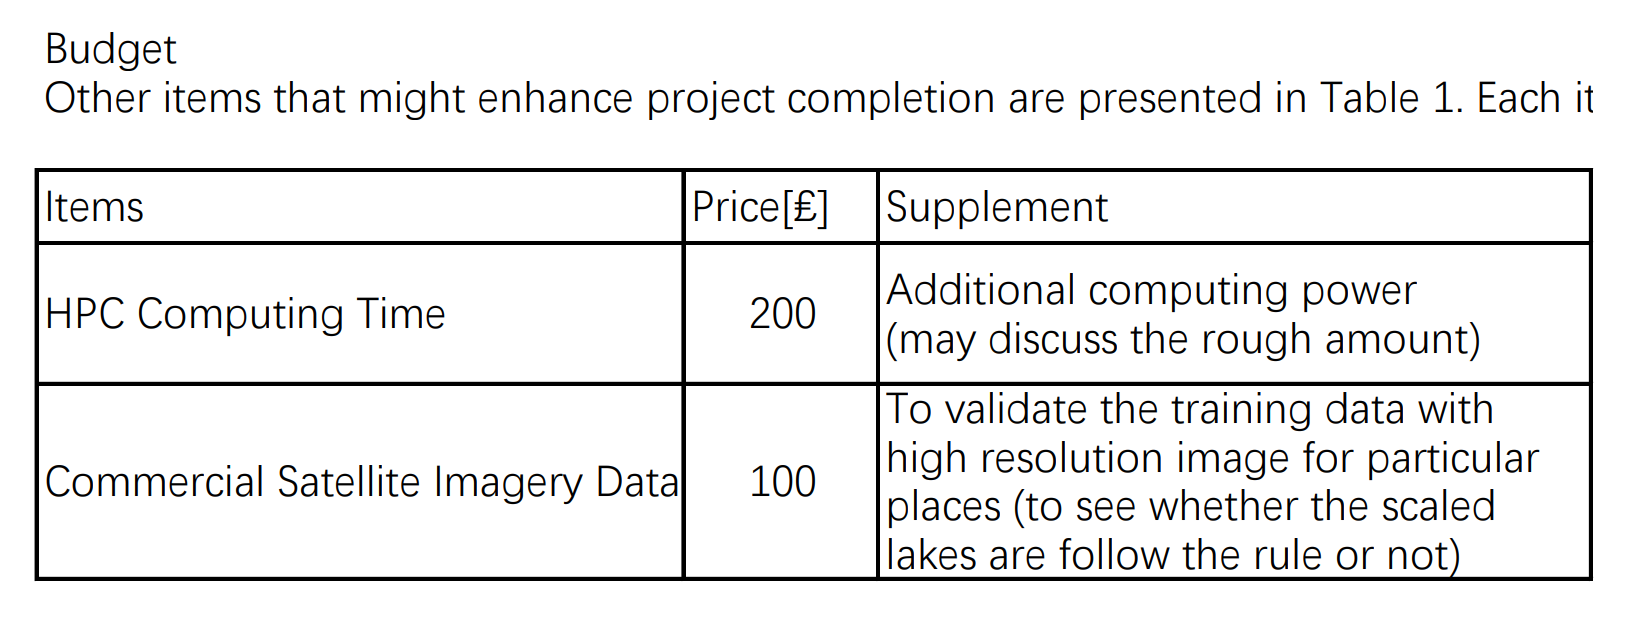 Budget
Other items that might enhance project completion are presented in Table 1. Each it
Items Price[₤] Supplement
HPC Computing Time 200 Additional computing power
(may discuss the rough amount)
Commercial Satellite Imagery Data 100 To validate the training data with
high resolution image for particular
places (to see whether the scaled
lakes are follow the rule or not)